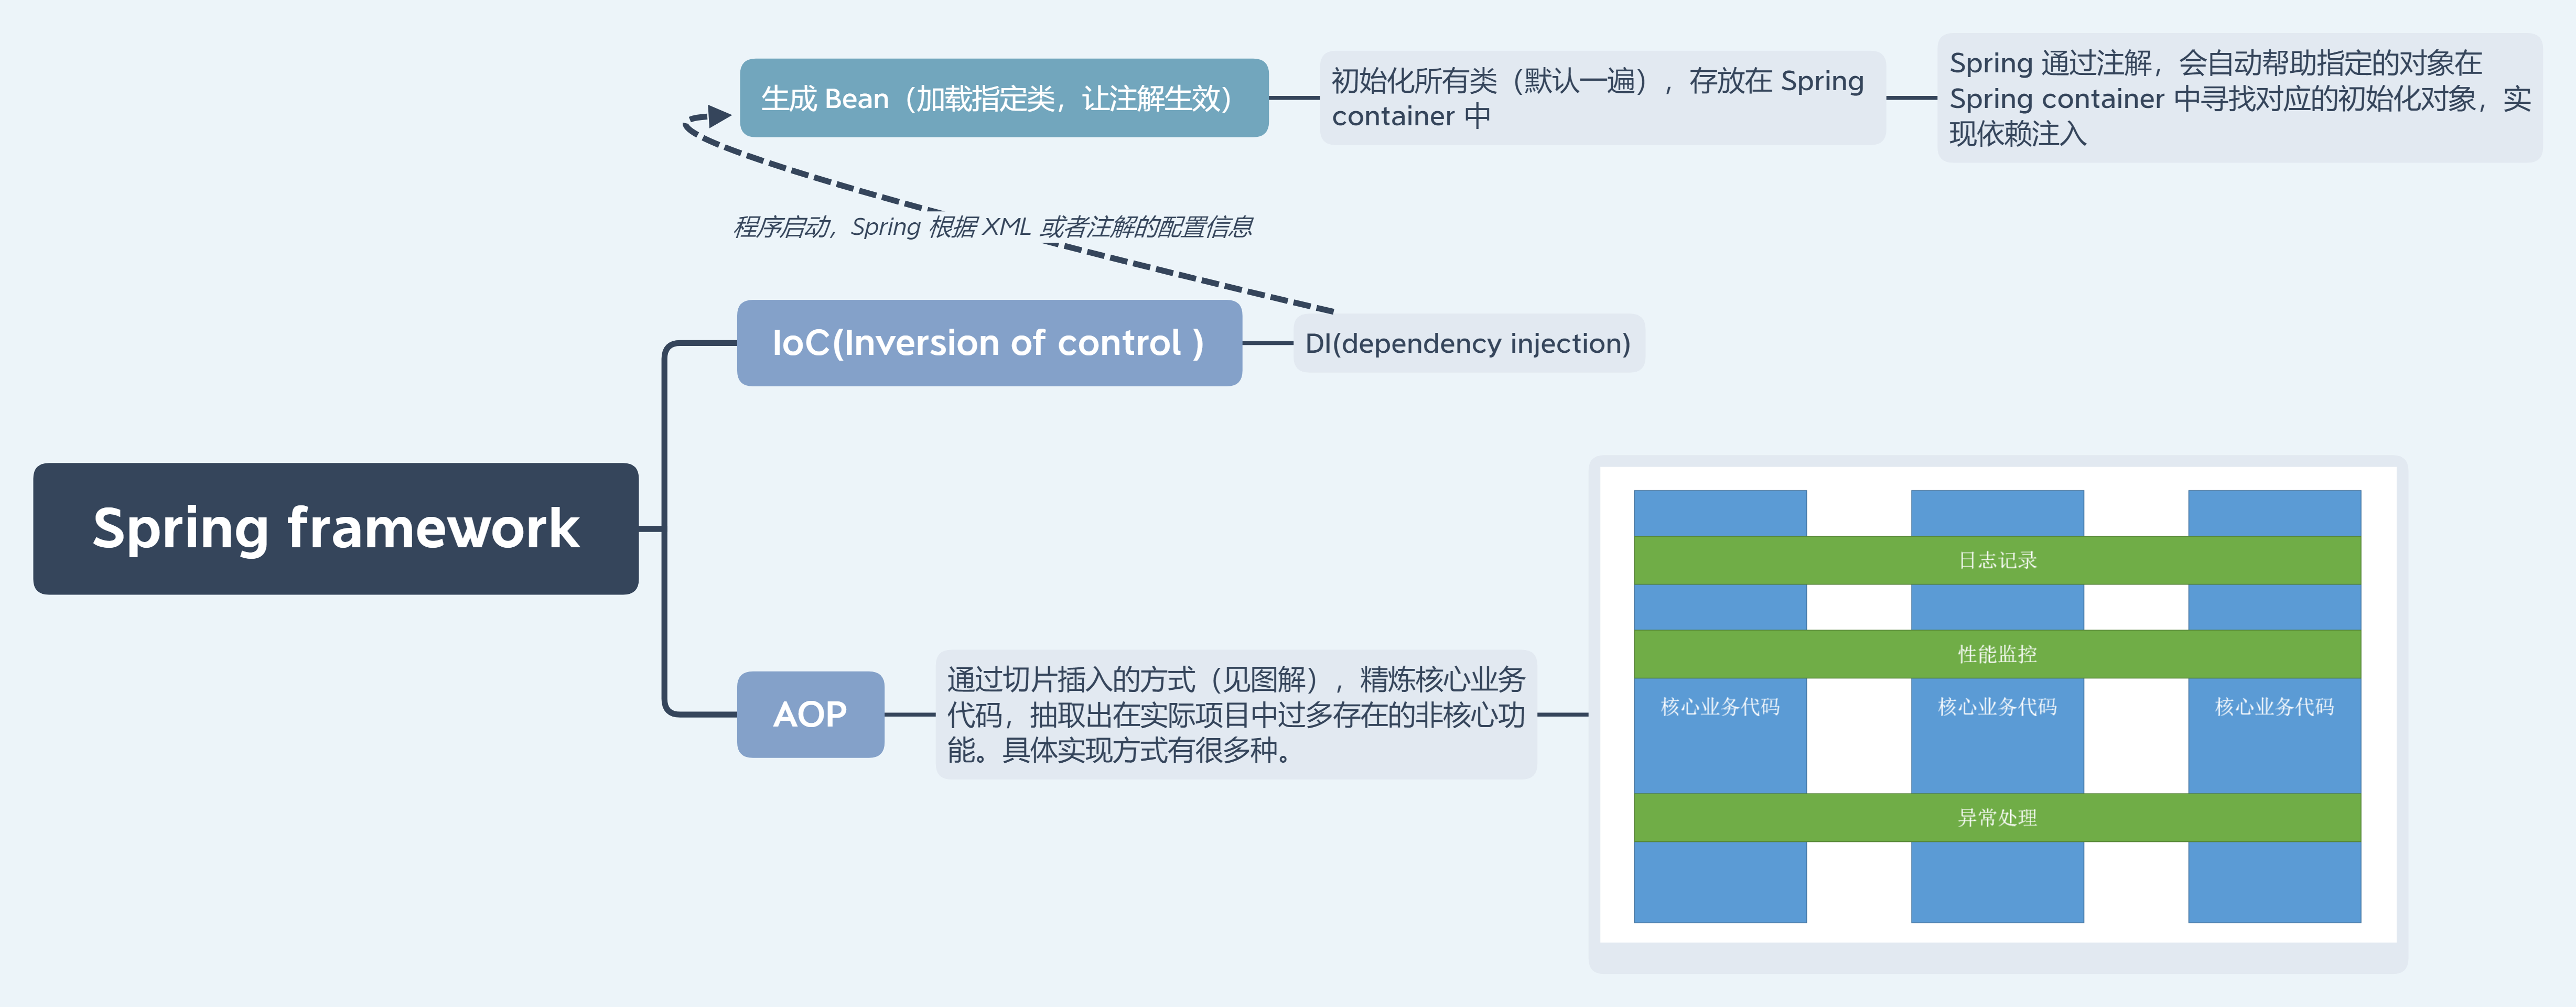 生成 Bean（加载指定类，让注解生效）
初始化所有类（默认一遍），存放在 Spring
container 中
Spring 通过注解，会自动帮助指定的对象在
Spring container 中寻找对应的初始化对象，实
现依赖注入
程序启动，Spring 根据 XML 或者注解的配置信息
IoC(Inversion of control )
DI(dependency injection)
Spring framework
AOP
通过切片插入的方式（见图解），精炼核心业务
代码，抽取出在实际项目中过多存在的非核心功
能。具体实现方式有很多种。
日志记录
性能监控
核心业务代码
核心业务代码
核心业务代码
异常处理